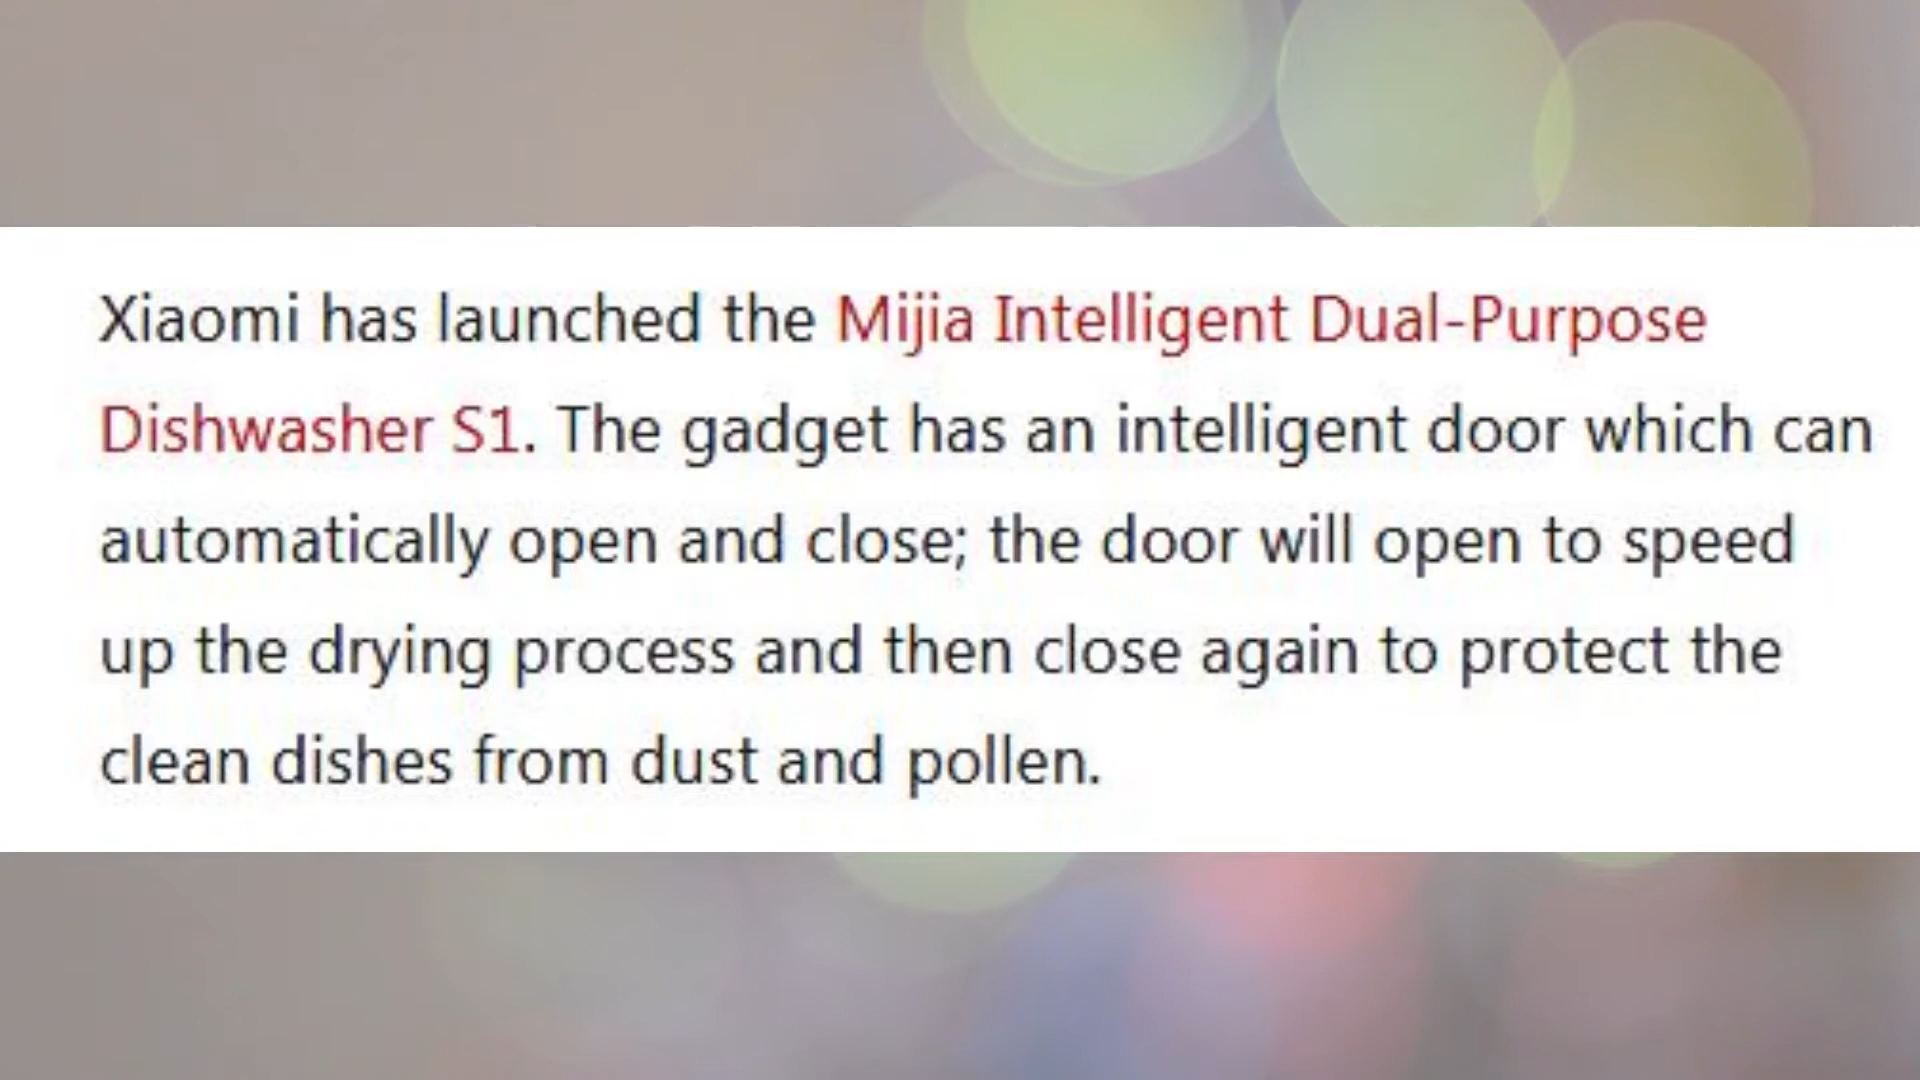 Xiaomi has launched the Mijia Intelligent Dual-Purpose
Dishwasher S1. The gadget has an intelligent door which can
automatically open and close; the door will open to speed
up the drying process and then close again to protect the
clean dishes from dust and pollen.